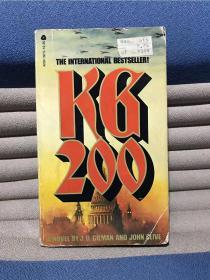 THE INTERNATIONAL BESTSELLER!
KG
200
A NOVEL BY J. D. GILMAN AND JOHN CLIVE